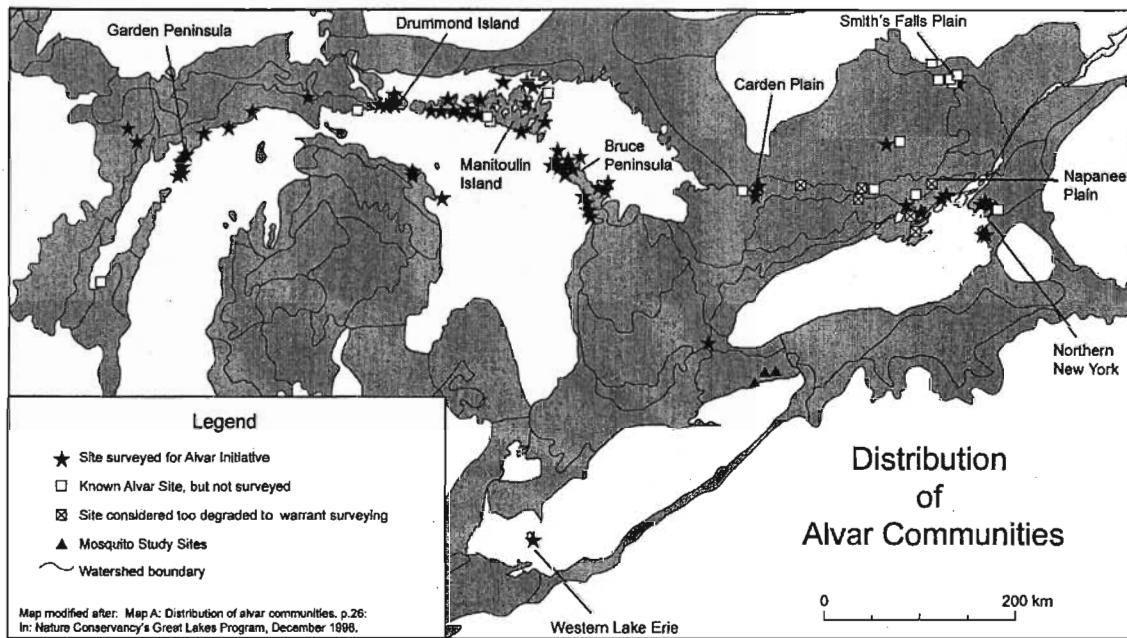 Garden Peninsula
Drummond Island
Smith's Falls Plain
Carden Plain
Manitoulin
Island
Bruce
Peninsula
Napanee
Plain
Northern
New York
Legend
Site surveyed for Alvar Initiative
Known Alvar Site, but not surveyed
Site considered too degraded to warrant surveying
Mosquito Study Sites
Watershed boundary
Map modified after: Map A: Distribution of alvar communities. p.26:
In: Nature Conservancy's Great Lakes Program, December 1998.
Western Lake Erie
Distribution
of
Alvar Communities
0 200 km